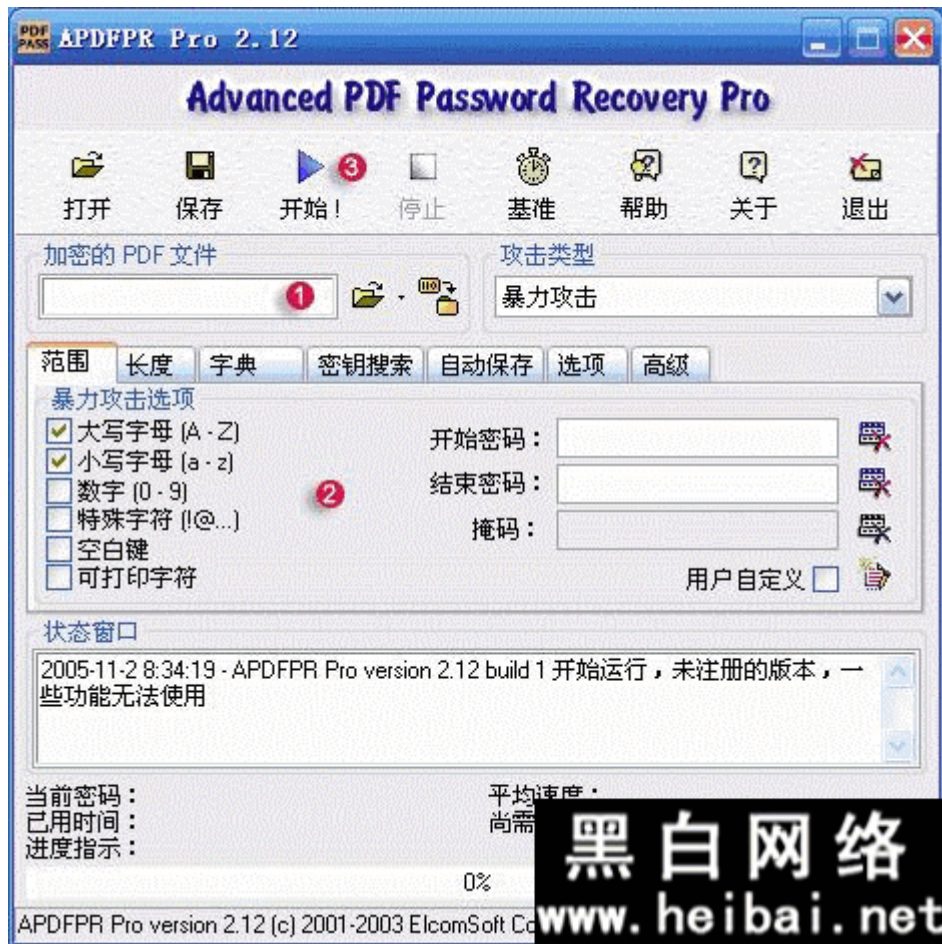 PDF PASS APDFPR Pro 2.12
Advanced PDF Password Recovery Pro
3
打开 保存 开始! 停止 基准 帮助 关于 退出
加密的 PDF 文件 攻击类型
1 暴力攻击
范围 长度 字典 密钥搜索 自动保存 选项 高级
暴力攻击选项
大写字母 (A - Z) 开始密码:
小写字母 (a - z)
数字 (0 - 9) 2 结束密码:
特殊字符 (!@...) 掩码:
空白键
可打印字符 用户自定义
状态窗口
2005-11-2 8:34:19 - APDFPR Pro version 2.12 build 1 开始运行,未注册的版本,一
些功能无法使用
当前密码: 平均速度:
已用时间: 尚需
进度指示:
0%
APDFPR Pro version 2.12 (c) 2001-2003 ElcomSoft Co
黑白网络
www.heibai.net